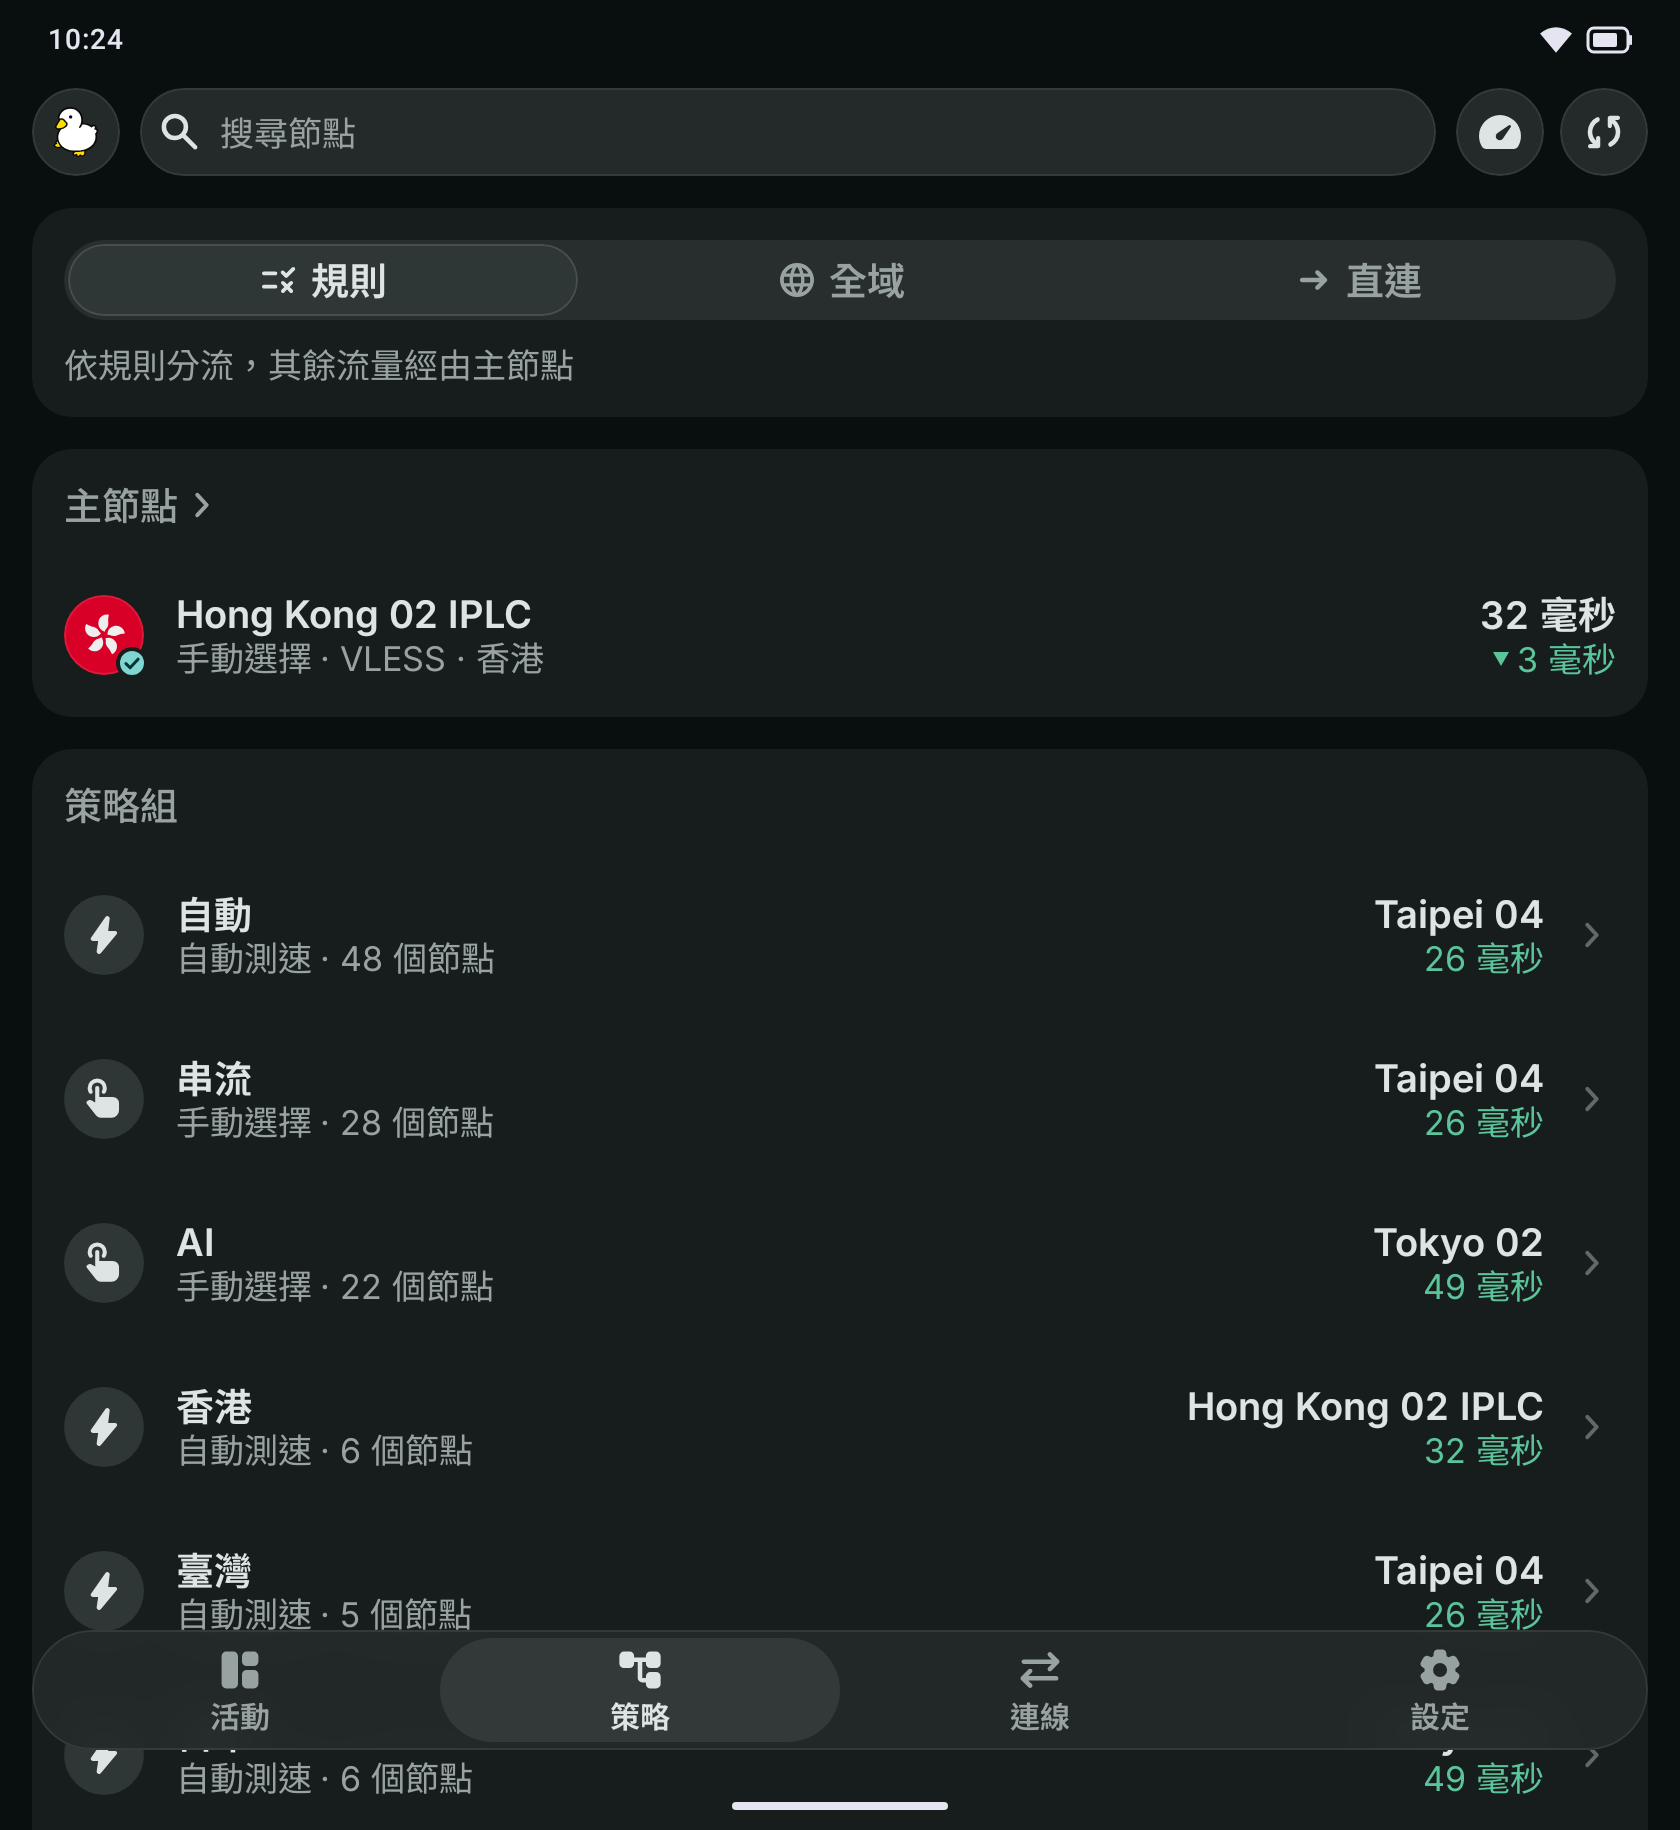 10:24
搜尋節點
規則
全域
直連
依規則分流，其餘流量經由主節點
主節點
Hong Kong 02 IPLC
32 毫秒
手動選擇 · VLESS · 香港
▼3 毫秒
策略組
自動
Taipei 04
自動測速 · 48 個節點
26 毫秒
串流
Taipei 04
手動選擇 · 28 個節點
26 毫秒
AI
Tokyo 02
手動選擇 · 22 個節點
49 毫秒
香港
Hong Kong 02 IPLC
自動測速 · 6 個節點
32 毫秒
臺灣
Taipei 04
自動測速 · 5 個節點
26 毫秒
活動
策略
連線
設定
自動測速 · 6 個節點
49 毫秒